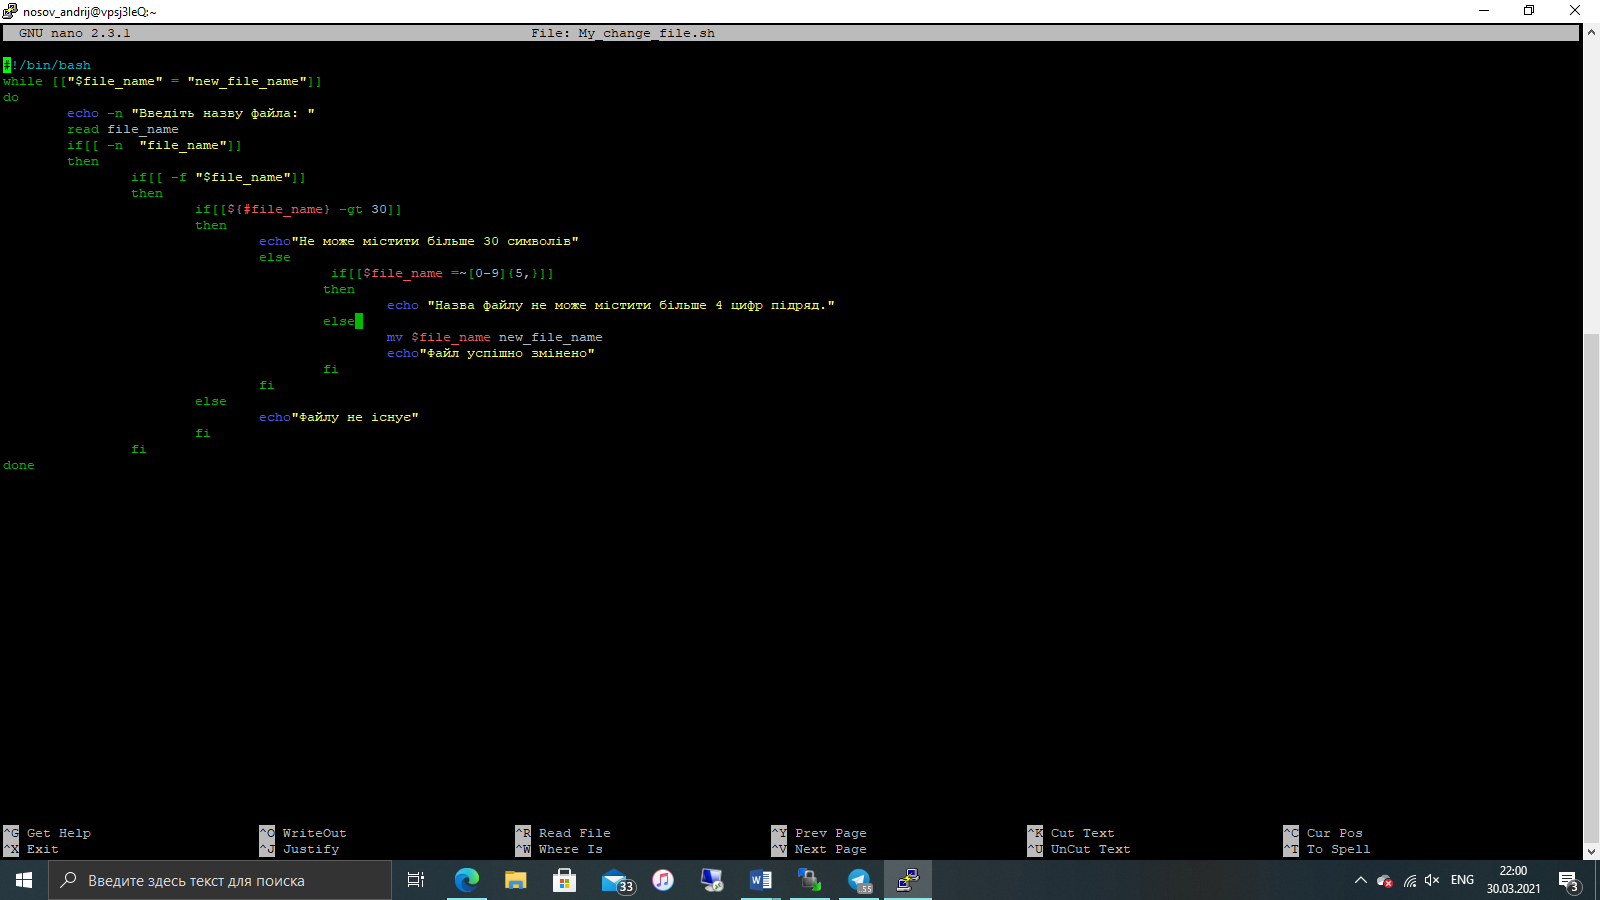 nosov_andrij@vpsj3leQ:~
GNU nano 2.3.1 File: My_change_file.sh
#!/bin/bash
while [["$file_name" = "new_file_name"]]
do
echo -n "Введіть назву файла: "
read file_name
if[[ -n  "file_name"]]
then
if[[ -f "$file_name"]]
then
if[[${#file_name} -gt 30]]
then
echo"Не може містити більше 30 символів"
else
if[[$file_name =~[0-9]{5,}]]
then
echo "Назва файлу не може містити більше 4 цифр підряд."
else
mv $file_name new_file_name
echo"Файл успішно змінено"
fi
fi
else
echo"Файлу не існує"
fi
fi
done
^G Get Help ^O WriteOut ^R Read File ^Y Prev Page ^K Cut Text ^C Cur Pos
^X Exit ^J Justify ^W Where Is ^V Next Page ^U UnCut Text ^T To Spell
Введите здесь текст для поиска 33 55 ENG 22:00 3
30.03.2021